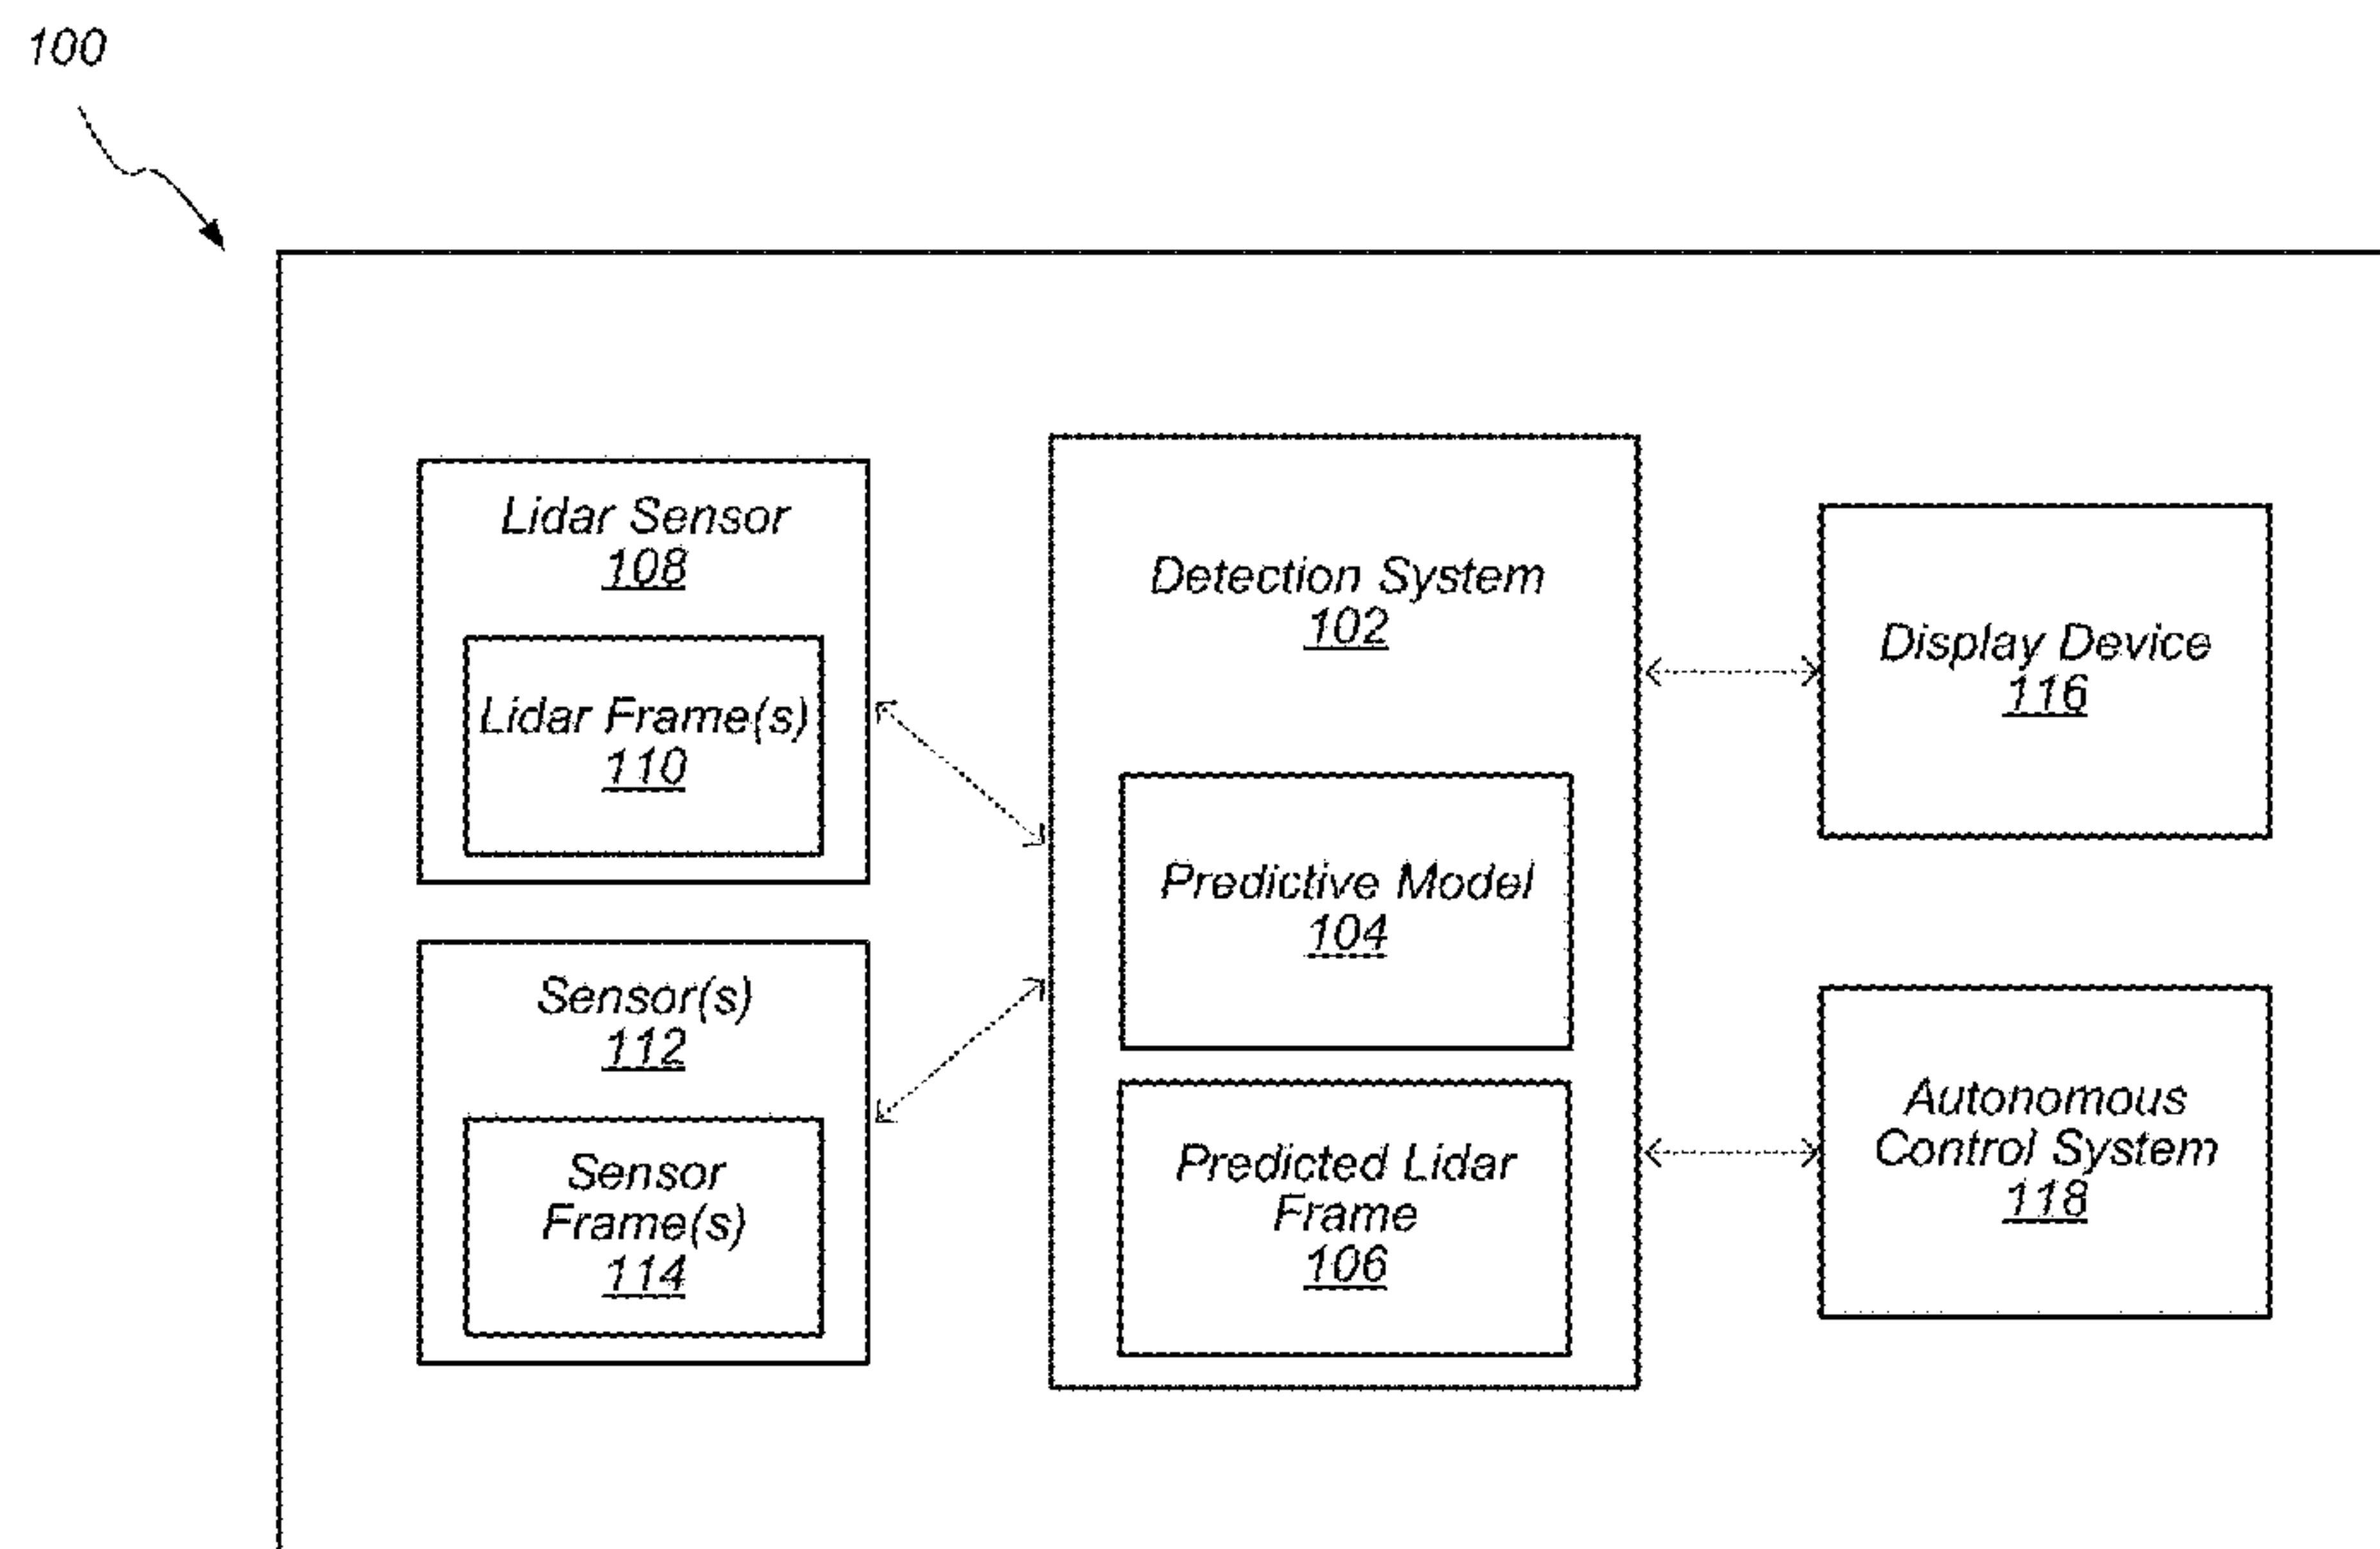 100
Lidar Sensor
108
Lidar Frame(s)
110
Sensor(s)
112
Sensor
Frame(s)
114
Detection System
102
Predictive Model
104
Predicted Lidar
Frame
106
Display Device
116
Autonomous
Control System
118